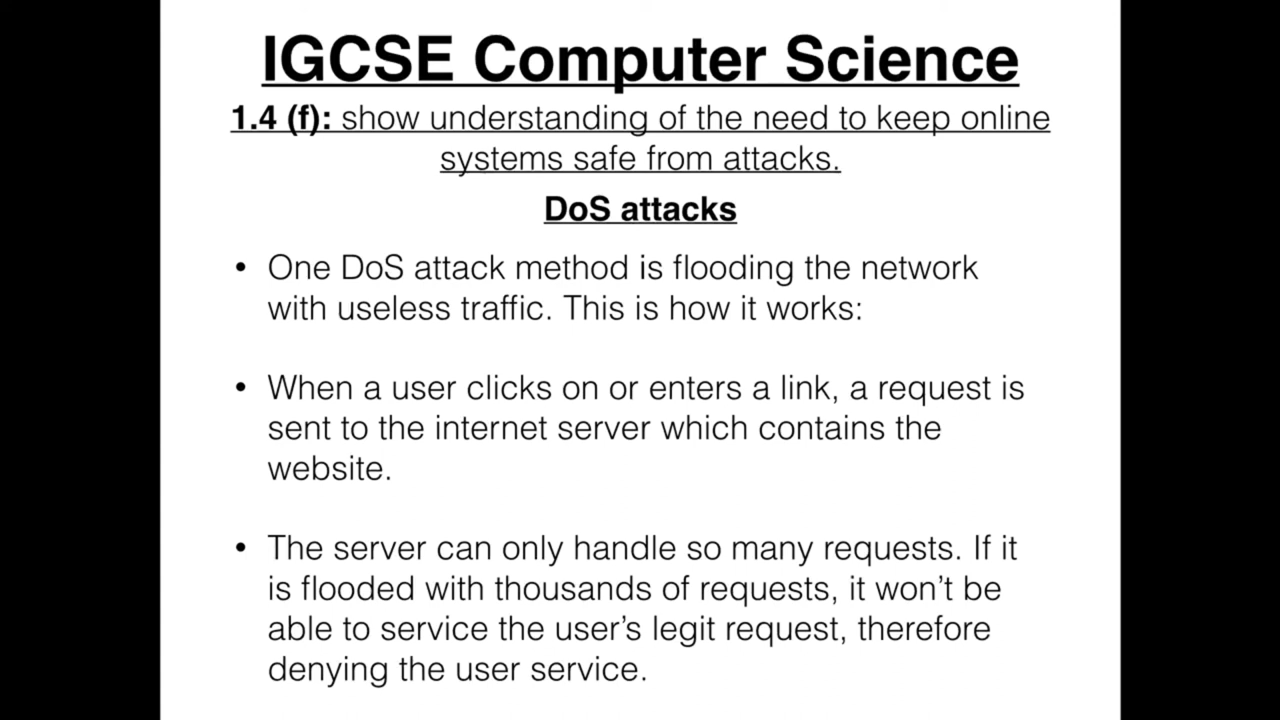 IGCSE Computer Science
1.4 (f): show understanding of the need to keep online
systems safe from attacks.
DoS attacks
• One DoS attack method is flooding the network
with useless traffic. This is how it works:
• When a user clicks on or enters a link, a request is
sent to the internet server which contains the
website.
• The server can only handle so many requests. If it
is flooded with thousands of requests, it won’t be
able to service the user’s legit request, therefore
denying the user service.